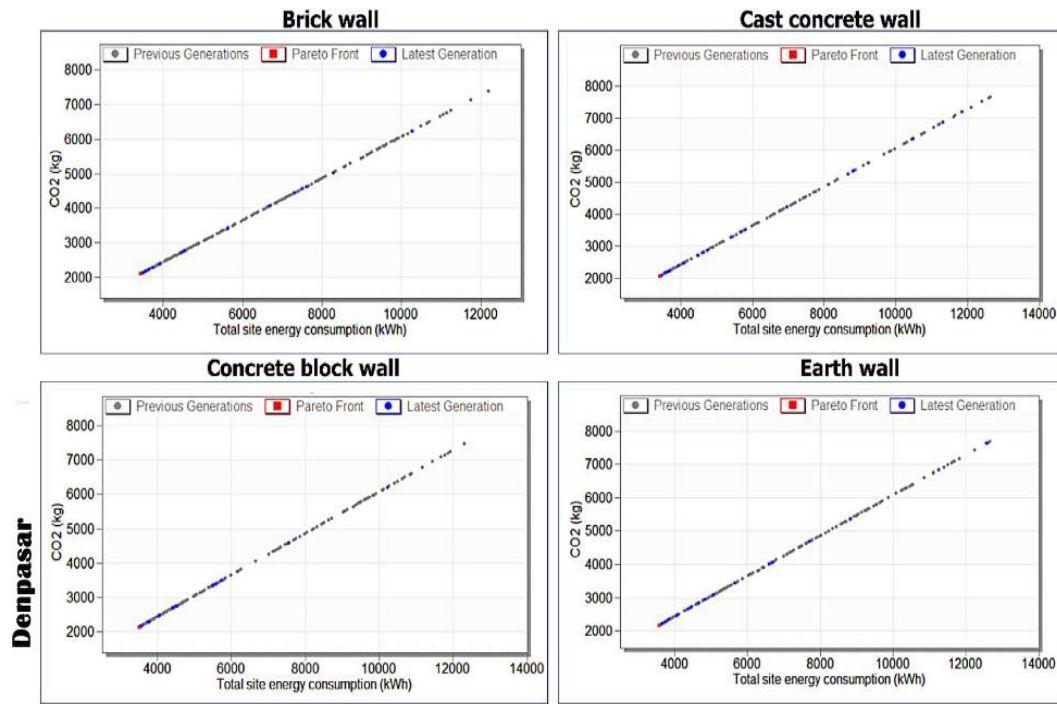 Brick wall
Previous Generations Pareto Front Latest Generation
8000
7000
6000
5000
4000
3000
2000
CO2 (kg)
4000 6000 8000 10000 12000
Total site energy consumption (kWh)
Cast concrete wall
Previous Generations Pareto Front Latest Generation
8000
7000
6000
5000
4000
3000
2000
CO2 (kg)
4000 6000 8000 10000 12000 14000
Total site energy consumption (kWh)
Denpasar
Concrete block wall
Previous Generations Pareto Front Latest Generation
8000
7000
6000
5000
4000
3000
2000
CO2 (kg)
4000 6000 8000 10000 12000
Total site energy consumption (kWh)
Earth wall
Previous Generations Pareto Front Latest Generation
8000
7000
6000
5000
4000
3000
2000
CO2 (kg)
4000 6000 8000 10000 12000 14000
Total site energy consumption (kWh)